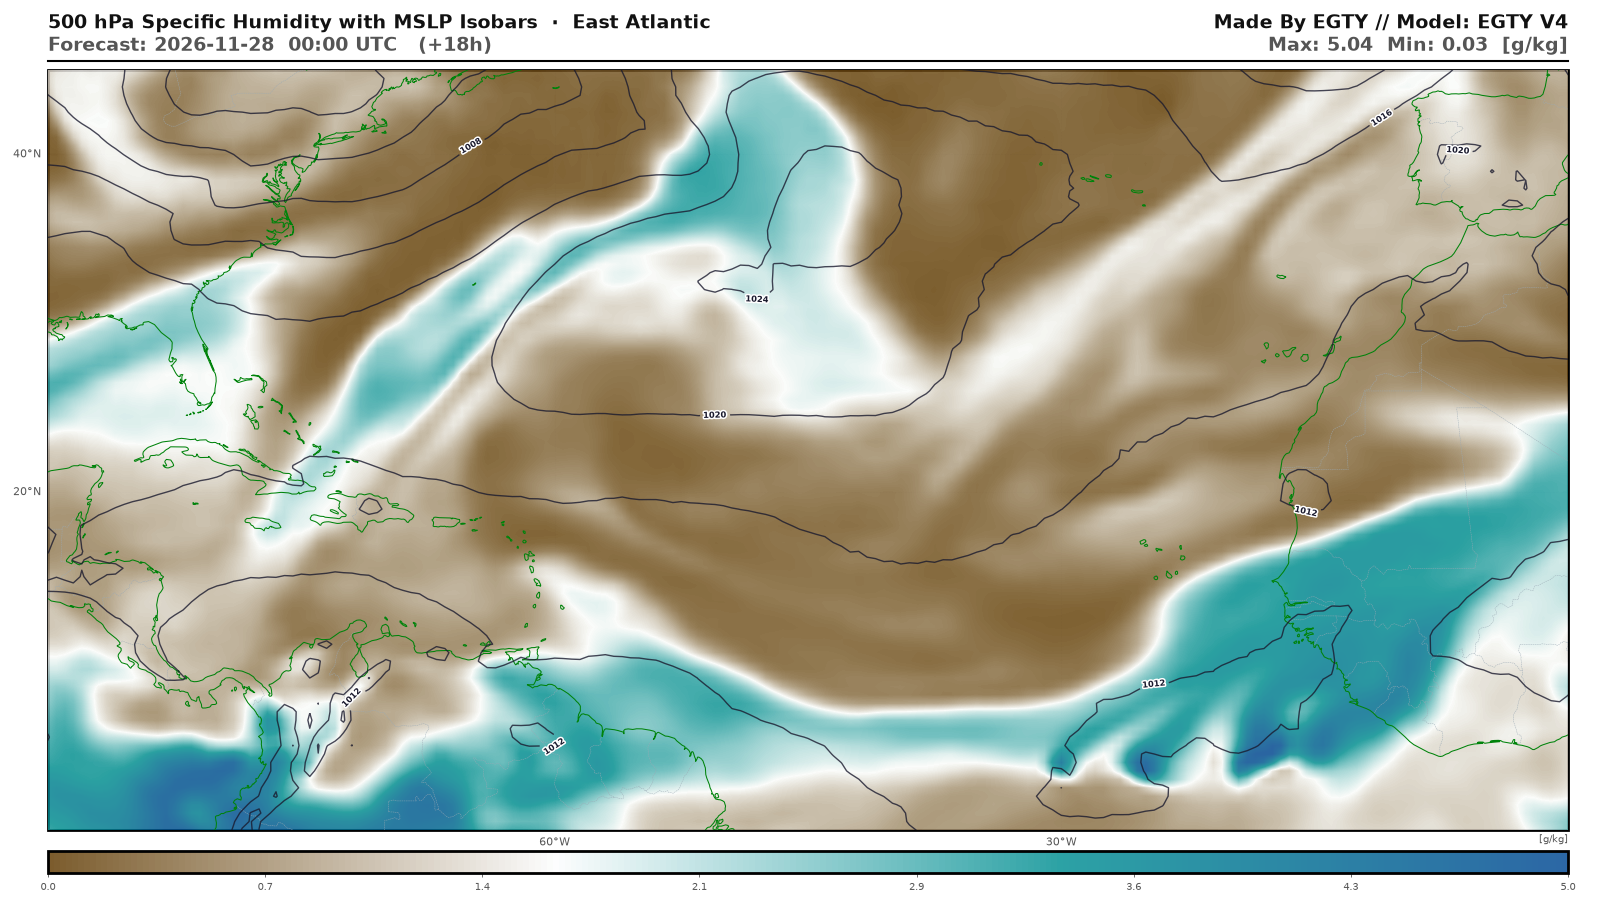 500 hPa Specific Humidity with MSLP Isobars · East Atlantic
Made By EGTY // Model: EGTY V4
Forecast: 2026-11-28 00:00 UTC (+18h)
Max: 5.04 Min: 0.03 [g/kg]
1016
1008
1020
40°N
1024
1020
20°N
1012
1012
1012
1012
60°W
30°W
[g/kg]
0.0
0.7
1.4
2.1
2.9
3.6
4.3
5.0